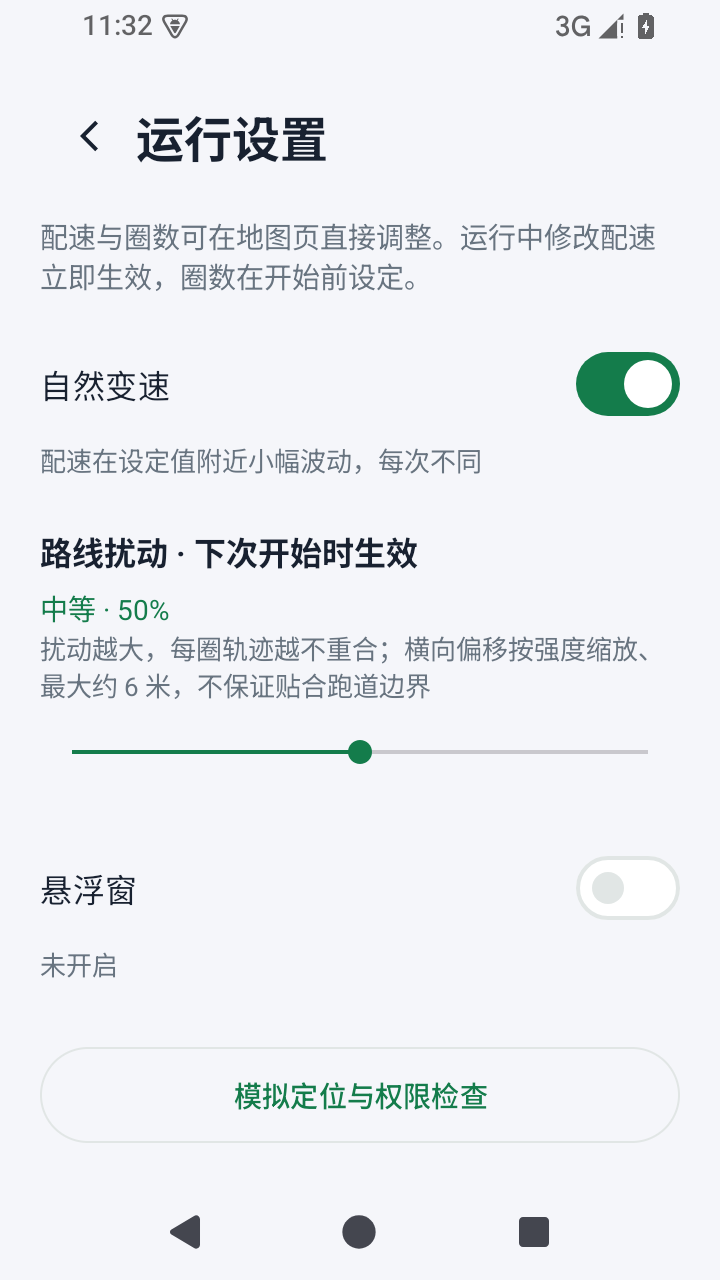 11:32
3G
运行设置
配速与圈数可在地图页直接调整。运行中修改配速
立即生效，圈数在开始前设定。
自然变速
配速在设定值附近小幅波动，每次不同
路线扰动 · 下次开始时生效
中等 · 50%
扰动越大，每圈轨迹越不重合；横向偏移按强度缩放、
最大约 6 米，不保证贴合跑道边界
悬浮窗
未开启
模拟定位与权限检查